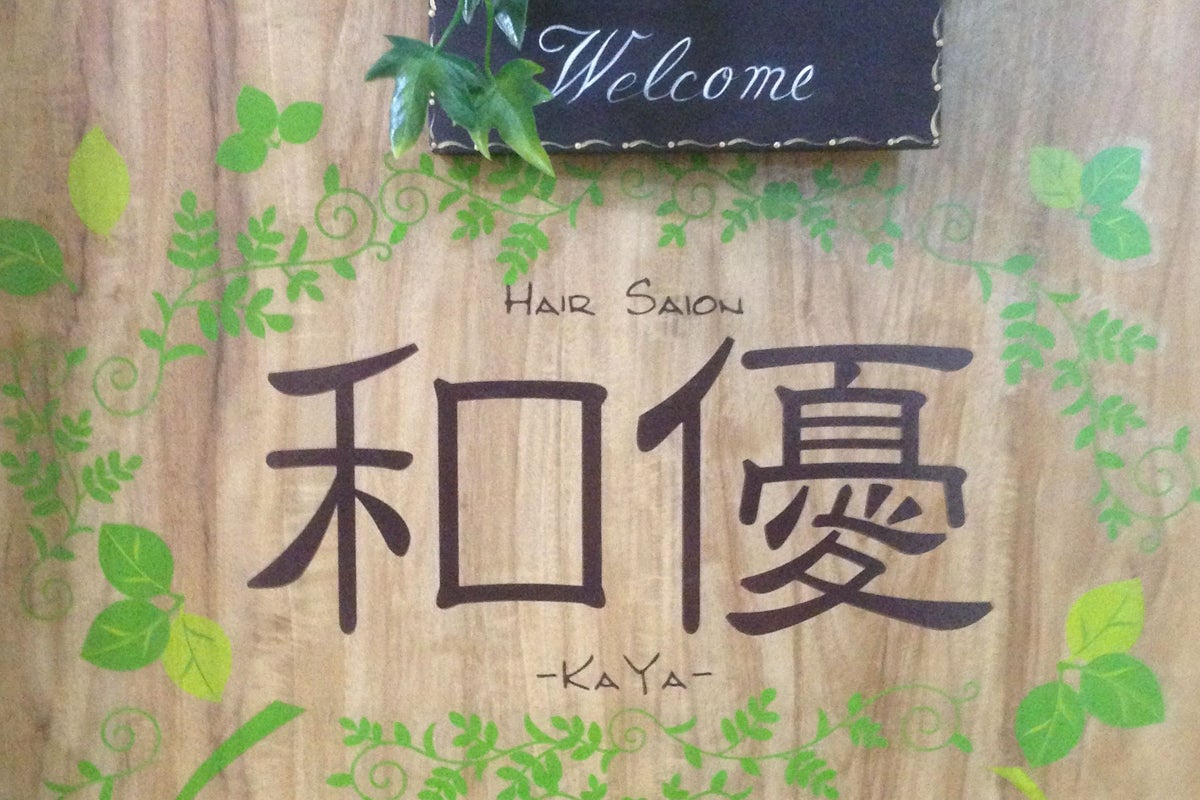 Welcome
Hair Saion
和優
-KaYa-